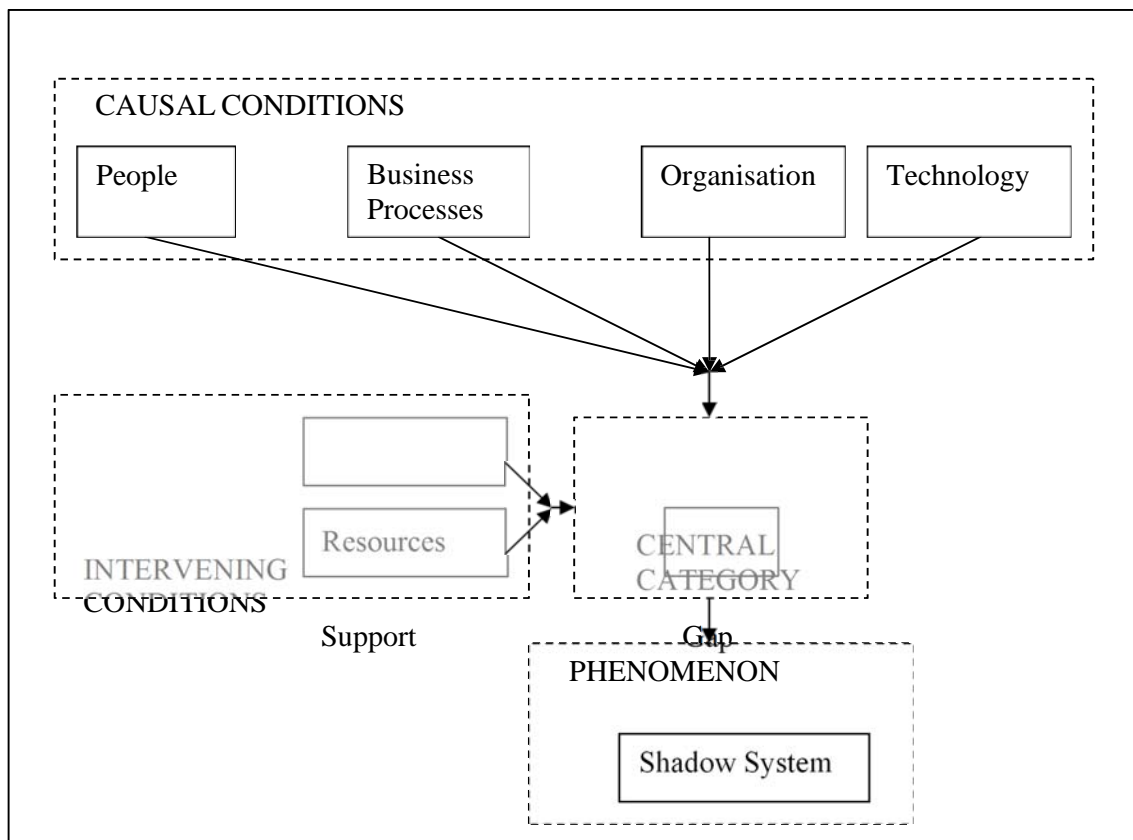 CAUSAL CONDITIONS
People
Business
Processes
Organisation
Technology
Resources
INTERVENING
CONDITIONS
CENTRAL
CATEGORY
Support
Gap
PHENOMENON
Shadow System